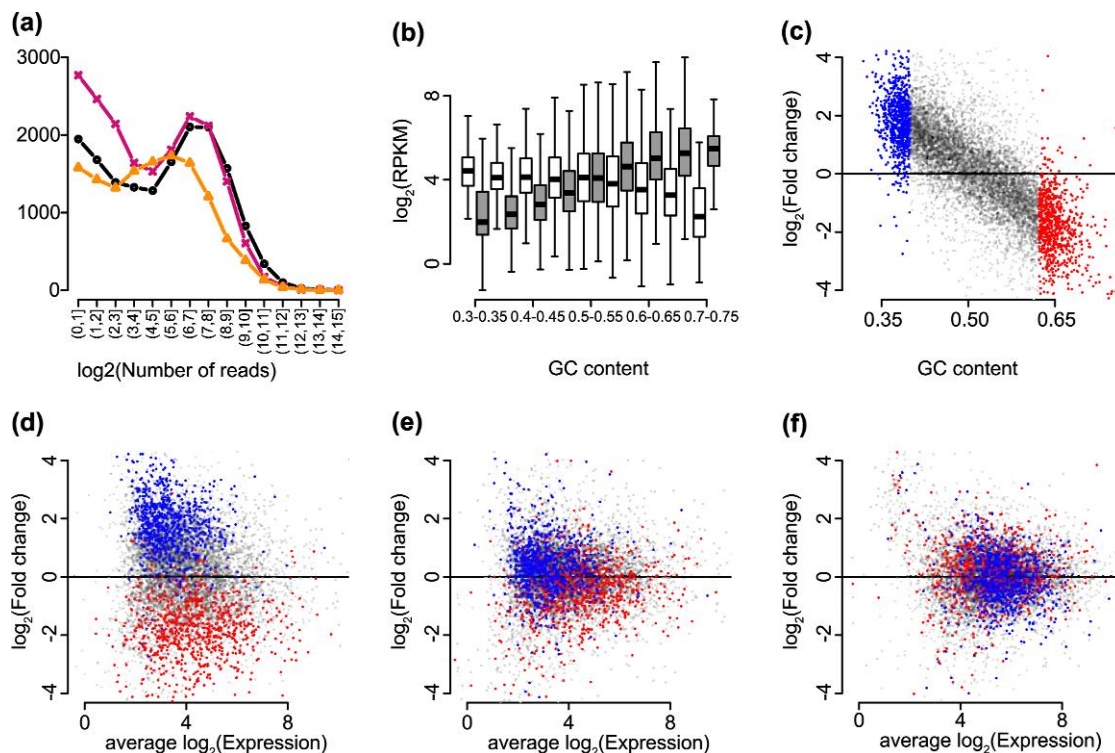 (a)
3000
2000
1000
0
(0,1]
(1,2]
(2,3]
(3,4]
(4,5]
(5,6]
(6,7]
(7,8]
(8,9]
(9,10]
(10,11]
(11,12]
(12,13]
(13,14]
(14,15]
log2(Number of reads)
(b)
log2(RPKM)
8
4
0
0.3-0.35 0.4-0.45 0.5-0.55 0.6-0.65 0.7-0.75
GC content
(c)
log2(Fold change)
4
2
0
-2
-4
0.35 0.50 0.65
GC content
(d)
log2(Fold change)
4
2
0
-2
-4
0 4 8
average log2(Expression)
(e)
log2(Fold change)
4
2
0
-2
-4
0 4 8
average log2(Expression)
(f)
log2(Fold change)
4
2
0
-2
-4
0 4 8
average log2(Expression)